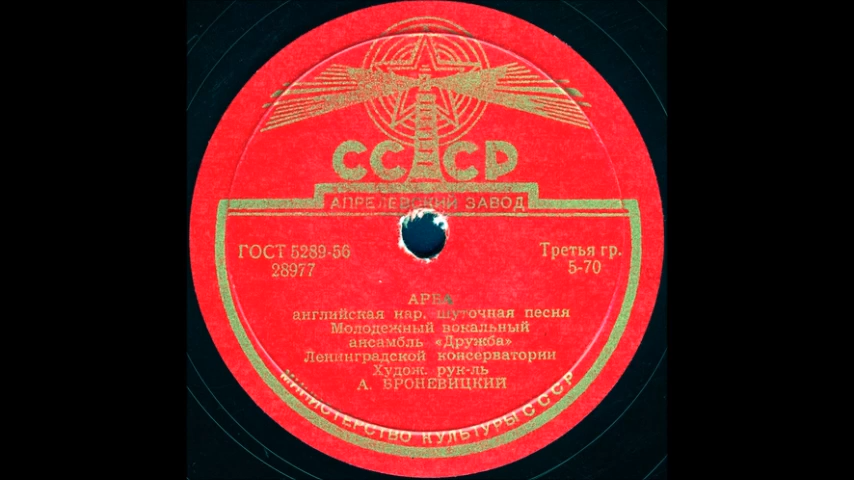 СССР
АПРЕЛЕВСКИЙ ЗАВОД
ГОСТ 5289-56
28977
Третья гр.
5-70
АРБА
английская нар. шуточная песня
Молодежный вокальный
ансамбль «Дружба»
Ленинградской консерватории
Худож. рук-ль
А. БРОНЕВИЦКИЙ
МИНИСТЕРСТВО КУЛЬТУРЫ СССР